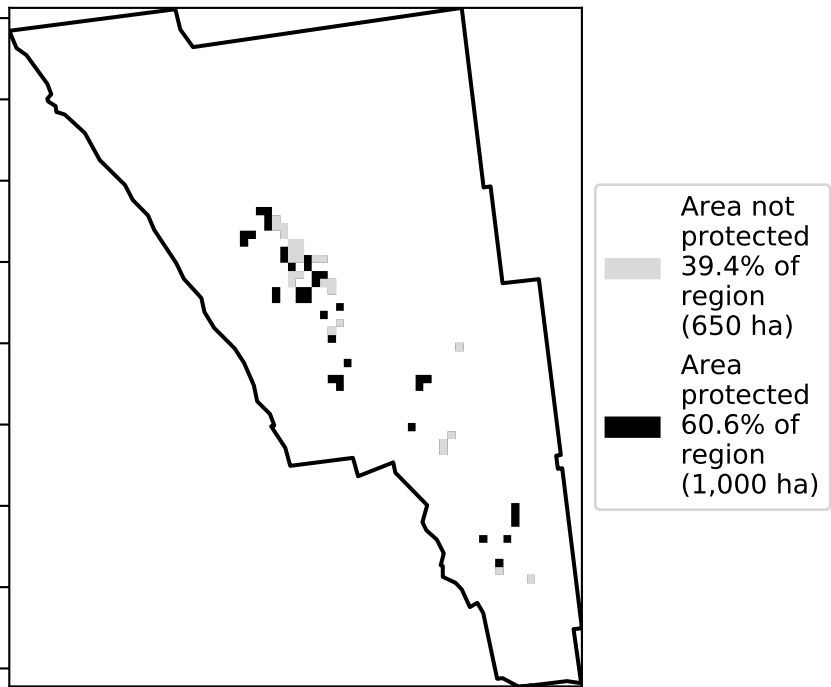 Area not
protected
39.4% of
region
(650 ha)
Area
protected
60.6% of
region
(1,000 ha)